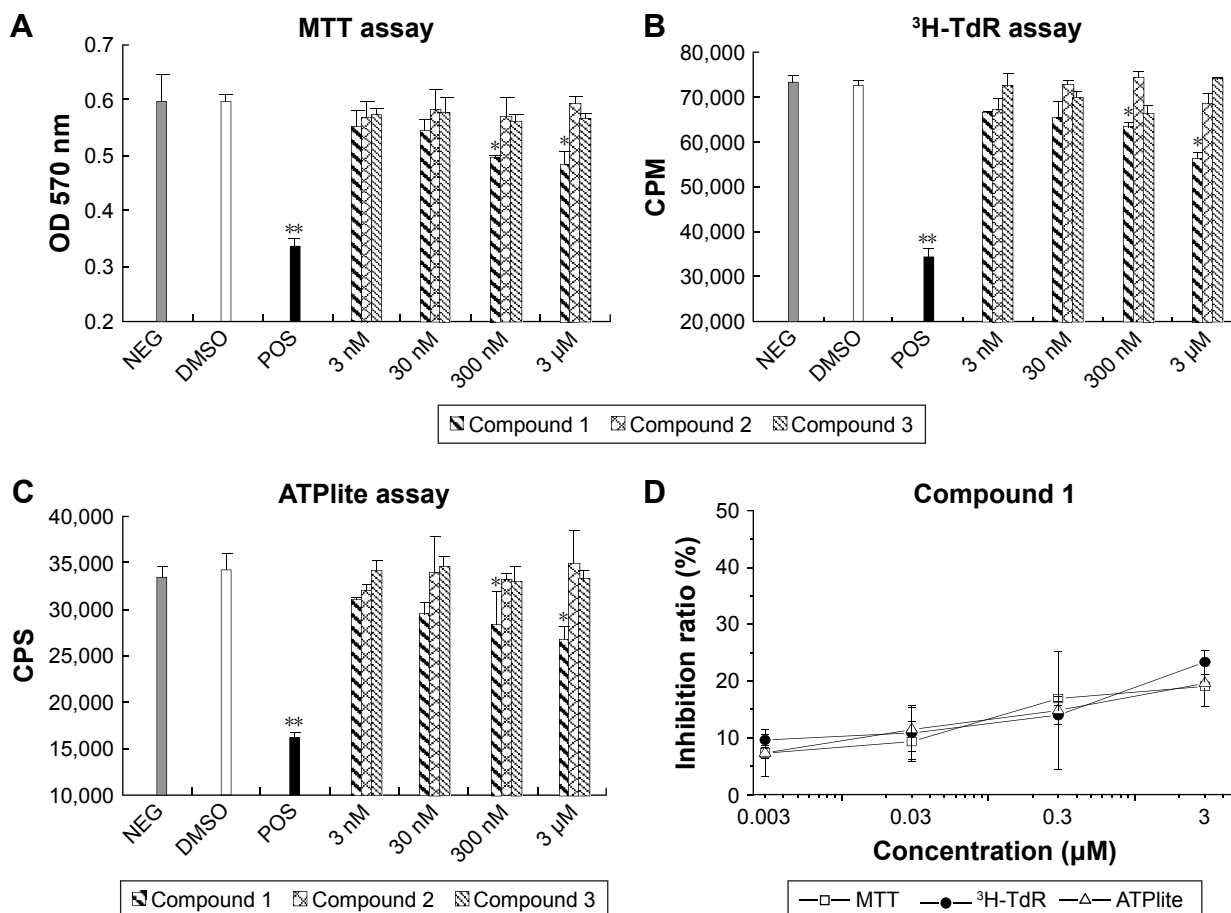 A
MTT assay
0.7
0.6
0.5
0.4
0.3
0.2
OD 570 nm
**
*
*
NEG
DMSO
POS
3 nM
30 nM
300 nM
3 µM
B
³H-TdR assay
80,000
70,000
60,000
50,000
40,000
30,000
20,000
CPM
**
*
*
NEG
DMSO
POS
3 nM
30 nM
300 nM
3 µM
Compound 1 Compound 2 Compound 3
C
ATPlite assay
40,000
35,000
30,000
25,000
20,000
15,000
10,000
CPS
**
*
*
NEG
DMSO
POS
3 nM
30 nM
300 nM
3 µM
Compound 1 Compound 2 Compound 3
D
Compound 1
50
40
30
20
10
0
Inhibition ratio (%)
0.003 0.03 0.3 3
Concentration (µM)
MTT ³H-TdR ATPlite